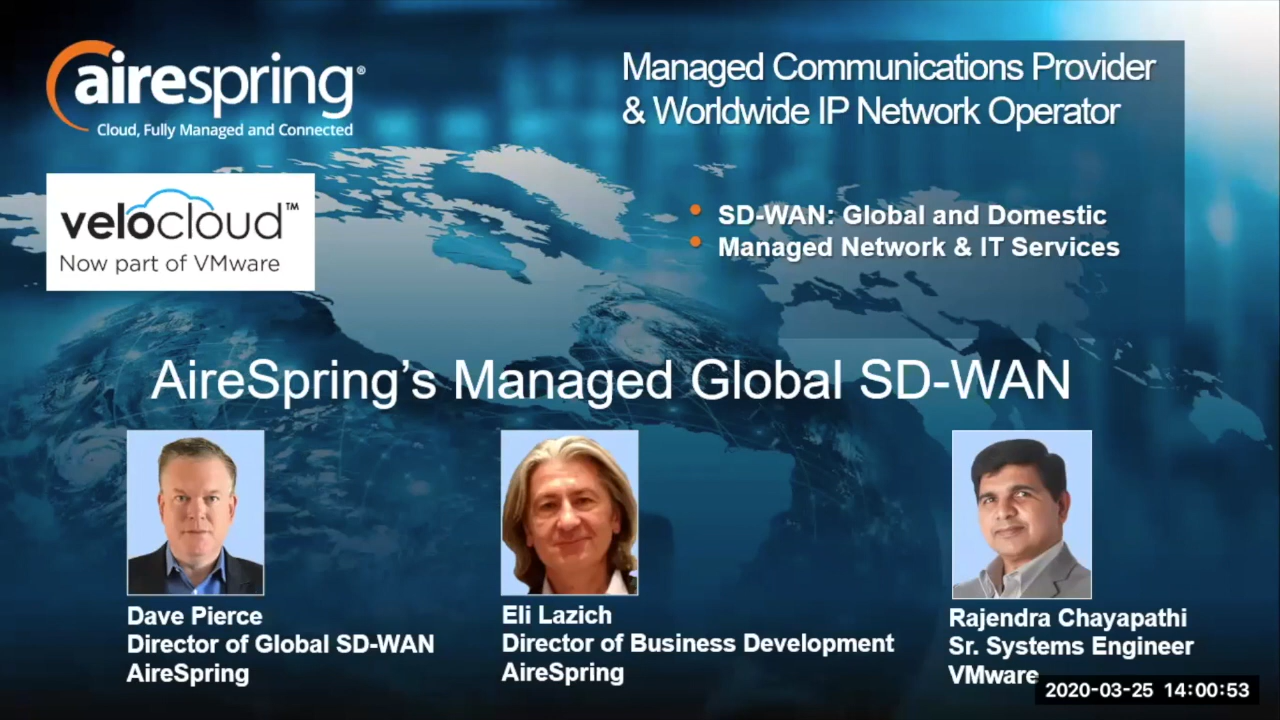 airespring®
Cloud, Fully Managed and Connected
Managed Communications Provider
& Worldwide IP Network Operator
velocloud™
Now part of VMware
• SD-WAN: Global and Domestic
• Managed Network & IT Services
AireSpring's Managed Global SD-WAN
Dave Pierce
Director of Global SD-WAN
AireSpring
Eli Lazich
Director of Business Development
AireSpring
Rajendra Chayapathi
Sr. Systems Engineer
VMware
2020-03-25 14:00:53